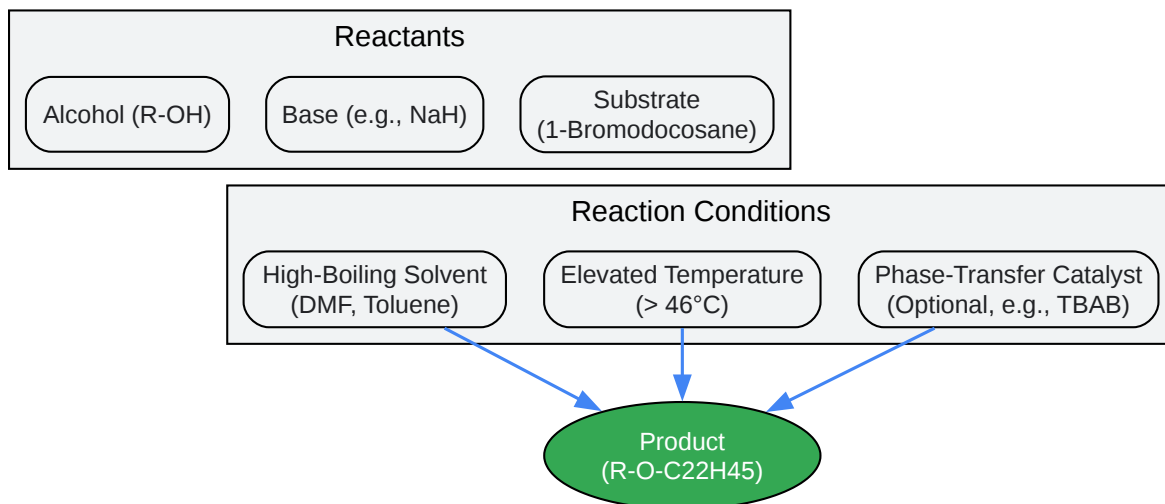 Reactants
Alcohol (R-OH)
Base (e.g., NaH)
Substrate
(1-Bromodocosane)
Reaction Conditions
High-Boiling Solvent
(DMF, Toluene)
Elevated Temperature
(> 46°C)
Phase-Transfer Catalyst
(Optional, e.g., TBAB)
Product
(R-O-C22H45)